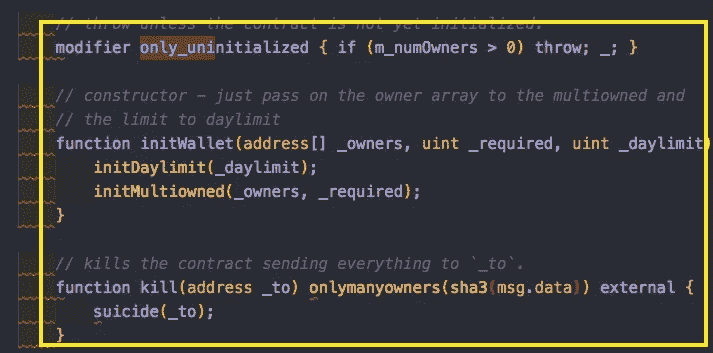 // throw unless the contract is not yet initialized.
modifier only_uninitialized { if (m_numOwners > 0) throw; _; }
// constructor - just pass on the owner array to the multiowned and
// the limit to daylimit
function initWallet(address[] _owners, uint _required, uint _daylimit)
initDaylimit(_daylimit);
initMultiowned(_owners, _required);
}
// kills the contract sending everything to `_to`.
function kill(address _to) onlymanyowners(sha3(msg.data)) external {
suicide(_to);
}